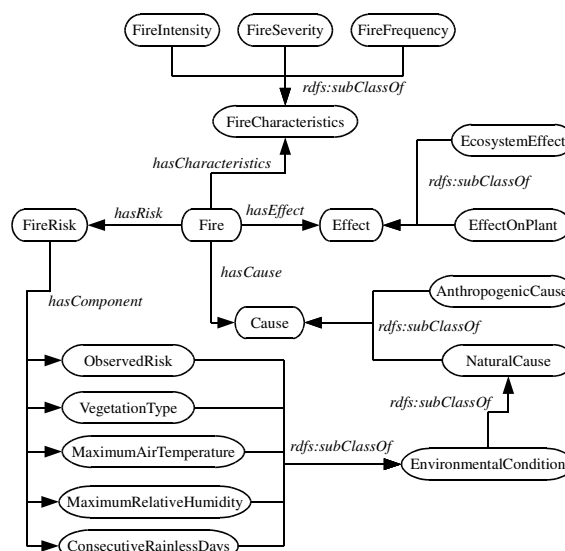 FireIntensity
FireSeverity
FireFrequency
rdfs:subClassOf
FireCharacteristics
EcosystemEffect
hasCharacteristics
rdfs:subClassOf
FireRisk
hasRisk
Fire
hasEffect
Effect
EffectOnPlant
hasCause
AnthropogenicCause
hasComponent
Cause
rdfs:subClassOf
ObservedRisk
NaturalCause
VegetationType
rdfs:subClassOf
MaximumAirTemperature
rdfs:subClassOf
EnvironmentalCondition
MaximumRelativeHumidity
ConsecutiveRainlessDays